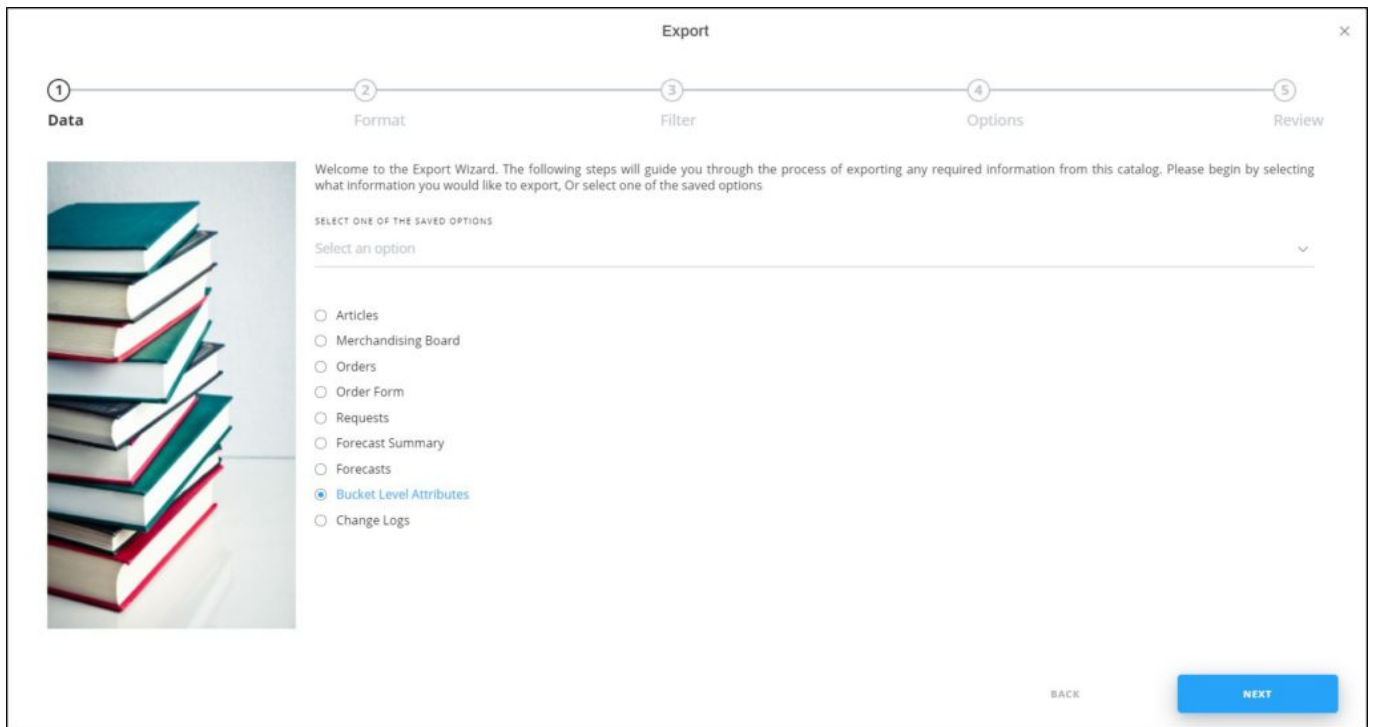 Export
1
2
3
4
5
Data
Format
Filter
Options
Review
Welcome to the Export Wizard. The following steps will guide you through the process of exporting any required information from this catalog. Please begin by selecting
what information you would like to export, Or select one of the saved options
SELECT ONE OF THE SAVED OPTIONS
Select an option
Articles
Merchandising Board
Orders
Order Form
Requests
Forecast Summary
Forecasts
Bucket Level Attributes
Change Logs
BACK
NEXT